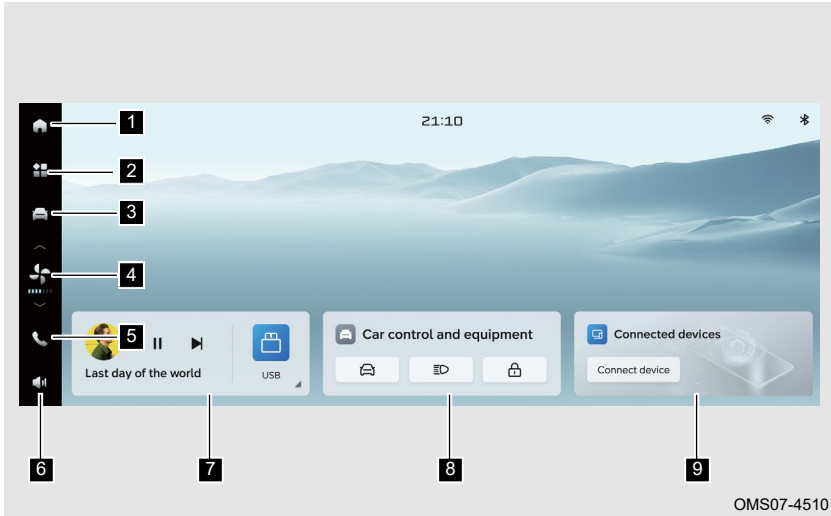 1
21:10
2
3
4
5
Car control and equipment
Connected devices
Last day of the world
USB
Connect device
6
7
8
9
OMS07-4510